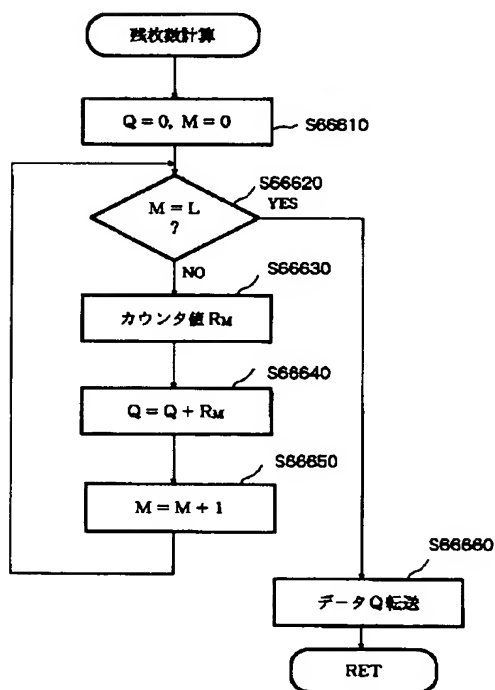 残枚数計算
Q = 0, M = 0
S66610
S66620
M = L
?
YES
NO
S66630
カウンタ値 RM
S66640
Q = Q + RM
S66650
M = M + 1
S66660
データ Q 転送
RET